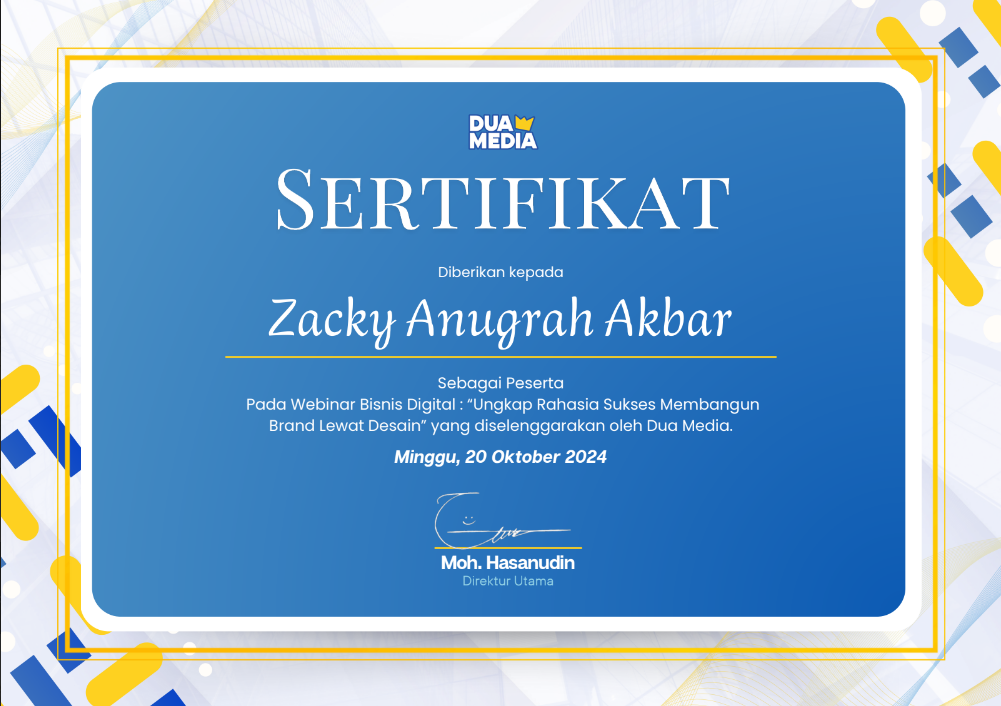 DUA
MEDIA
SERTIFIKAT
Diberikan kepada
Zacky Anugrah Akbar
Sebagai Peserta
Pada Webinar Bisnis Digital : “Ungkap Rahasia Sukses Membangun
Brand Lewat Desain” yang diselenggarakan oleh Dua Media.
Minggu, 20 Oktober 2024
Moh. Hasanudin
Direktur Utama